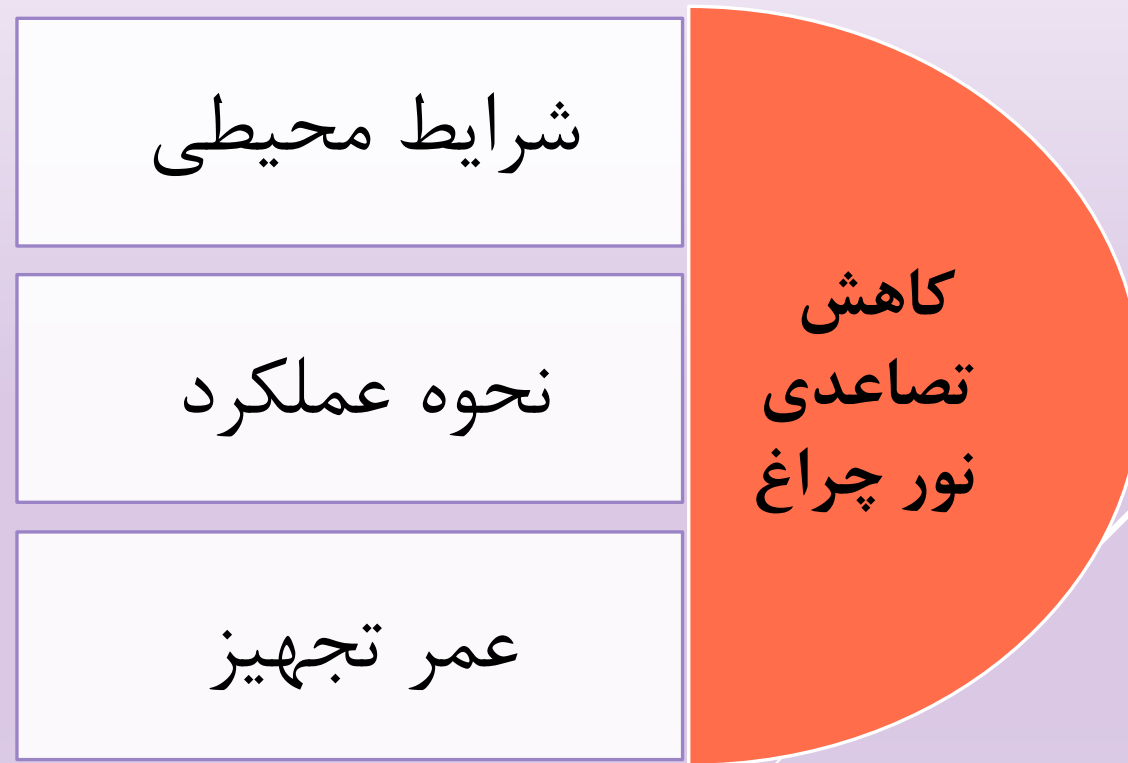 کاهش
تصاعدی
نور چراغ
شرایط محیطی
نحوه عملکرد
عمر تجهیز